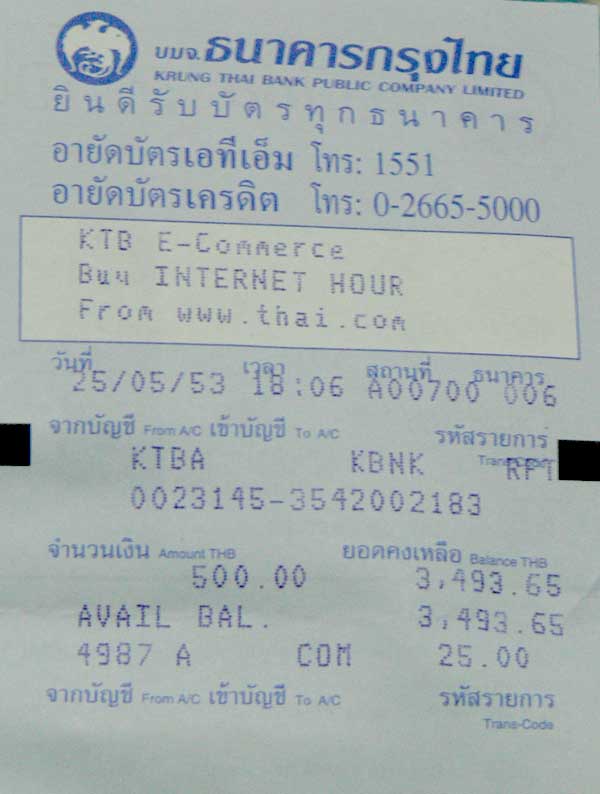 บมจ.ธนาคารกรุงไทย
KRUNG THAI BANK PUBLIC COMPANY LIMITED
ยินดีรับบัตรทุกธนาคาร
อายัดบัตรเอทีเอ็ม โทร: 1551
อายัดบัตรเครดิต โทร: 0-2665-5000
KTB E-Commerce
Buy INTERNET HOUR
From www.thai.com
วันที่ เวลา สถานที่ ธนาคาร
25/05/53 18:06 A00700 006
จากบัญชี From A/C เข้าบัญชี To A/C รหัสรายการ
Trans-Code
KTBA KBNK RFT
0023145-3542002183
จำนวนเงิน Amount THB ยอดคงเหลือ Balance THB
500.00 3,493.65
AVAIL BAL. 3,493.65
4987 A COM 25.00
จากบัญชี From A/C เข้าบัญชี To A/C รหัสรายการ
Trans-Code